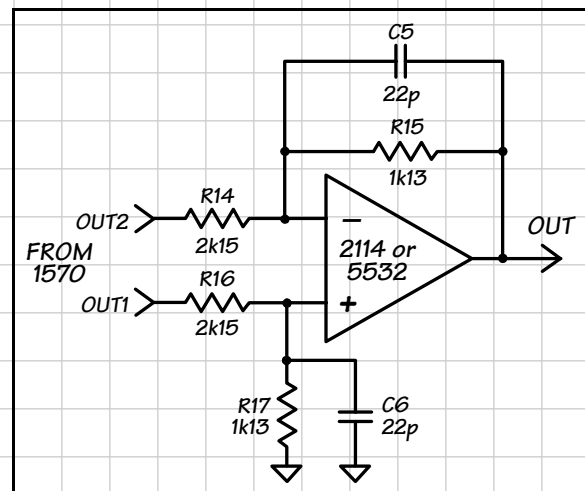 C5
22p
R15
1k13
R14
OUT2
2k15
FROM
1570
R16
OUT1
2k15
−
2114 or
5532
+
OUT
R17
1k13
C6
22p